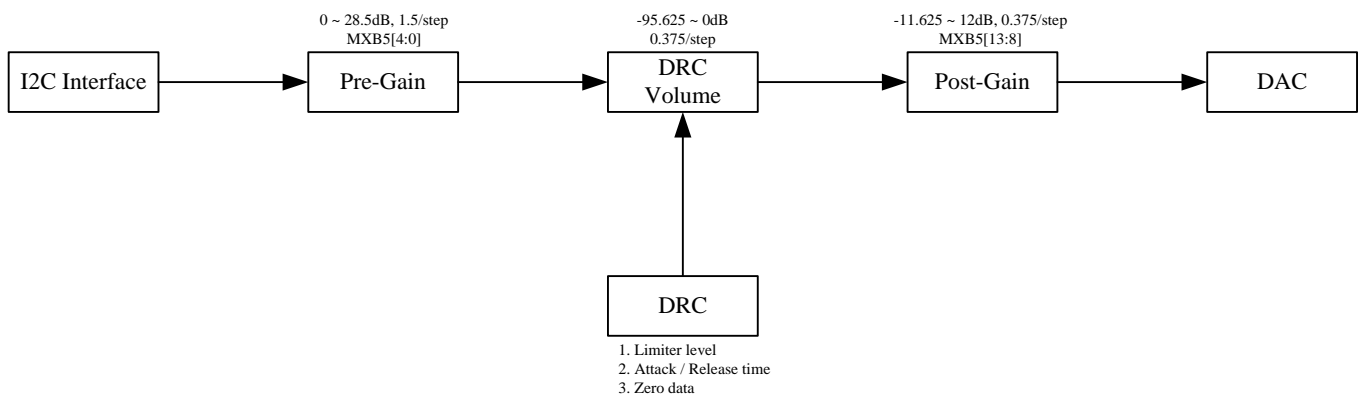 0 ~ 28.5dB, 1.5/step
MXB5[4:0]
-95.625 ~ 0dB
0.375/step
-11.625 ~ 12dB, 0.375/step
MXB5[13:8]
I2C Interface
Pre-Gain
DRC
Volume
Post-Gain
DAC
DRC
1. Limiter level
2. Attack / Release time
3. Zero data